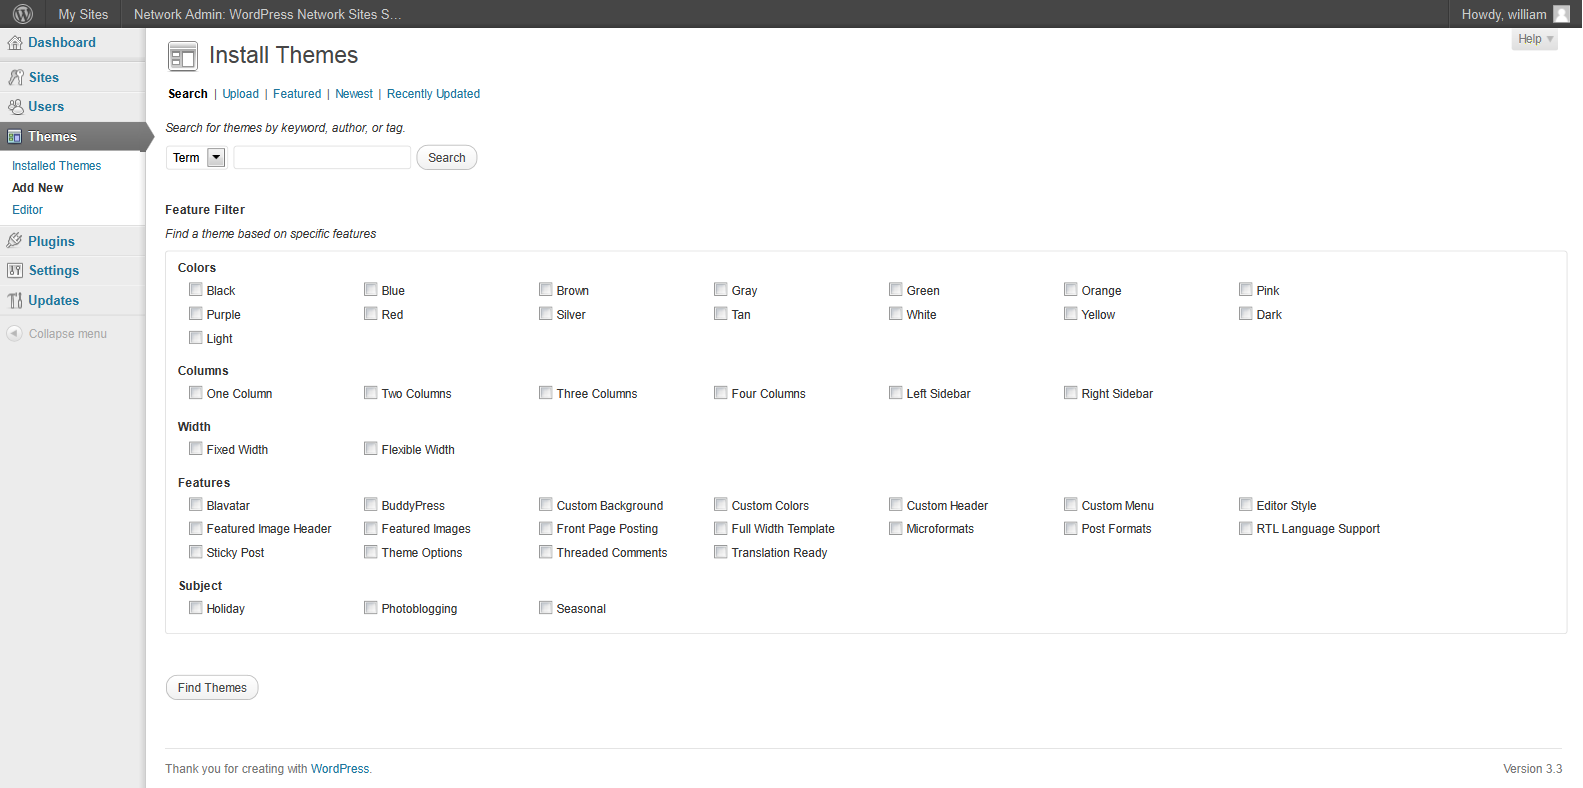 My Sites Network Admin: WordPress Network Sites S... Howdy, william
Help
Dashboard
Sites
Users
Themes
Installed Themes
Add New
Editor
Plugins
Settings
Updates
Collapse menu
Install Themes
Search | Upload | Featured | Newest | Recently Updated
Search for themes by keyword, author, or tag.
Term Search
Feature Filter
Find a theme based on specific features
Colors
Black Blue Brown Gray Green Orange Pink
Purple Red Silver Tan White Yellow Dark
Light
Columns
One Column Two Columns Three Columns Four Columns Left Sidebar Right Sidebar
Width
Fixed Width Flexible Width
Features
Blavatar BuddyPress Custom Background Custom Colors Custom Header Custom Menu Editor Style
Featured Image Header Featured Images Front Page Posting Full Width Template Microformats Post Formats RTL Language Support
Sticky Post Theme Options Threaded Comments Translation Ready
Subject
Holiday Photoblogging Seasonal
Find Themes
Thank you for creating with WordPress. Version 3.3